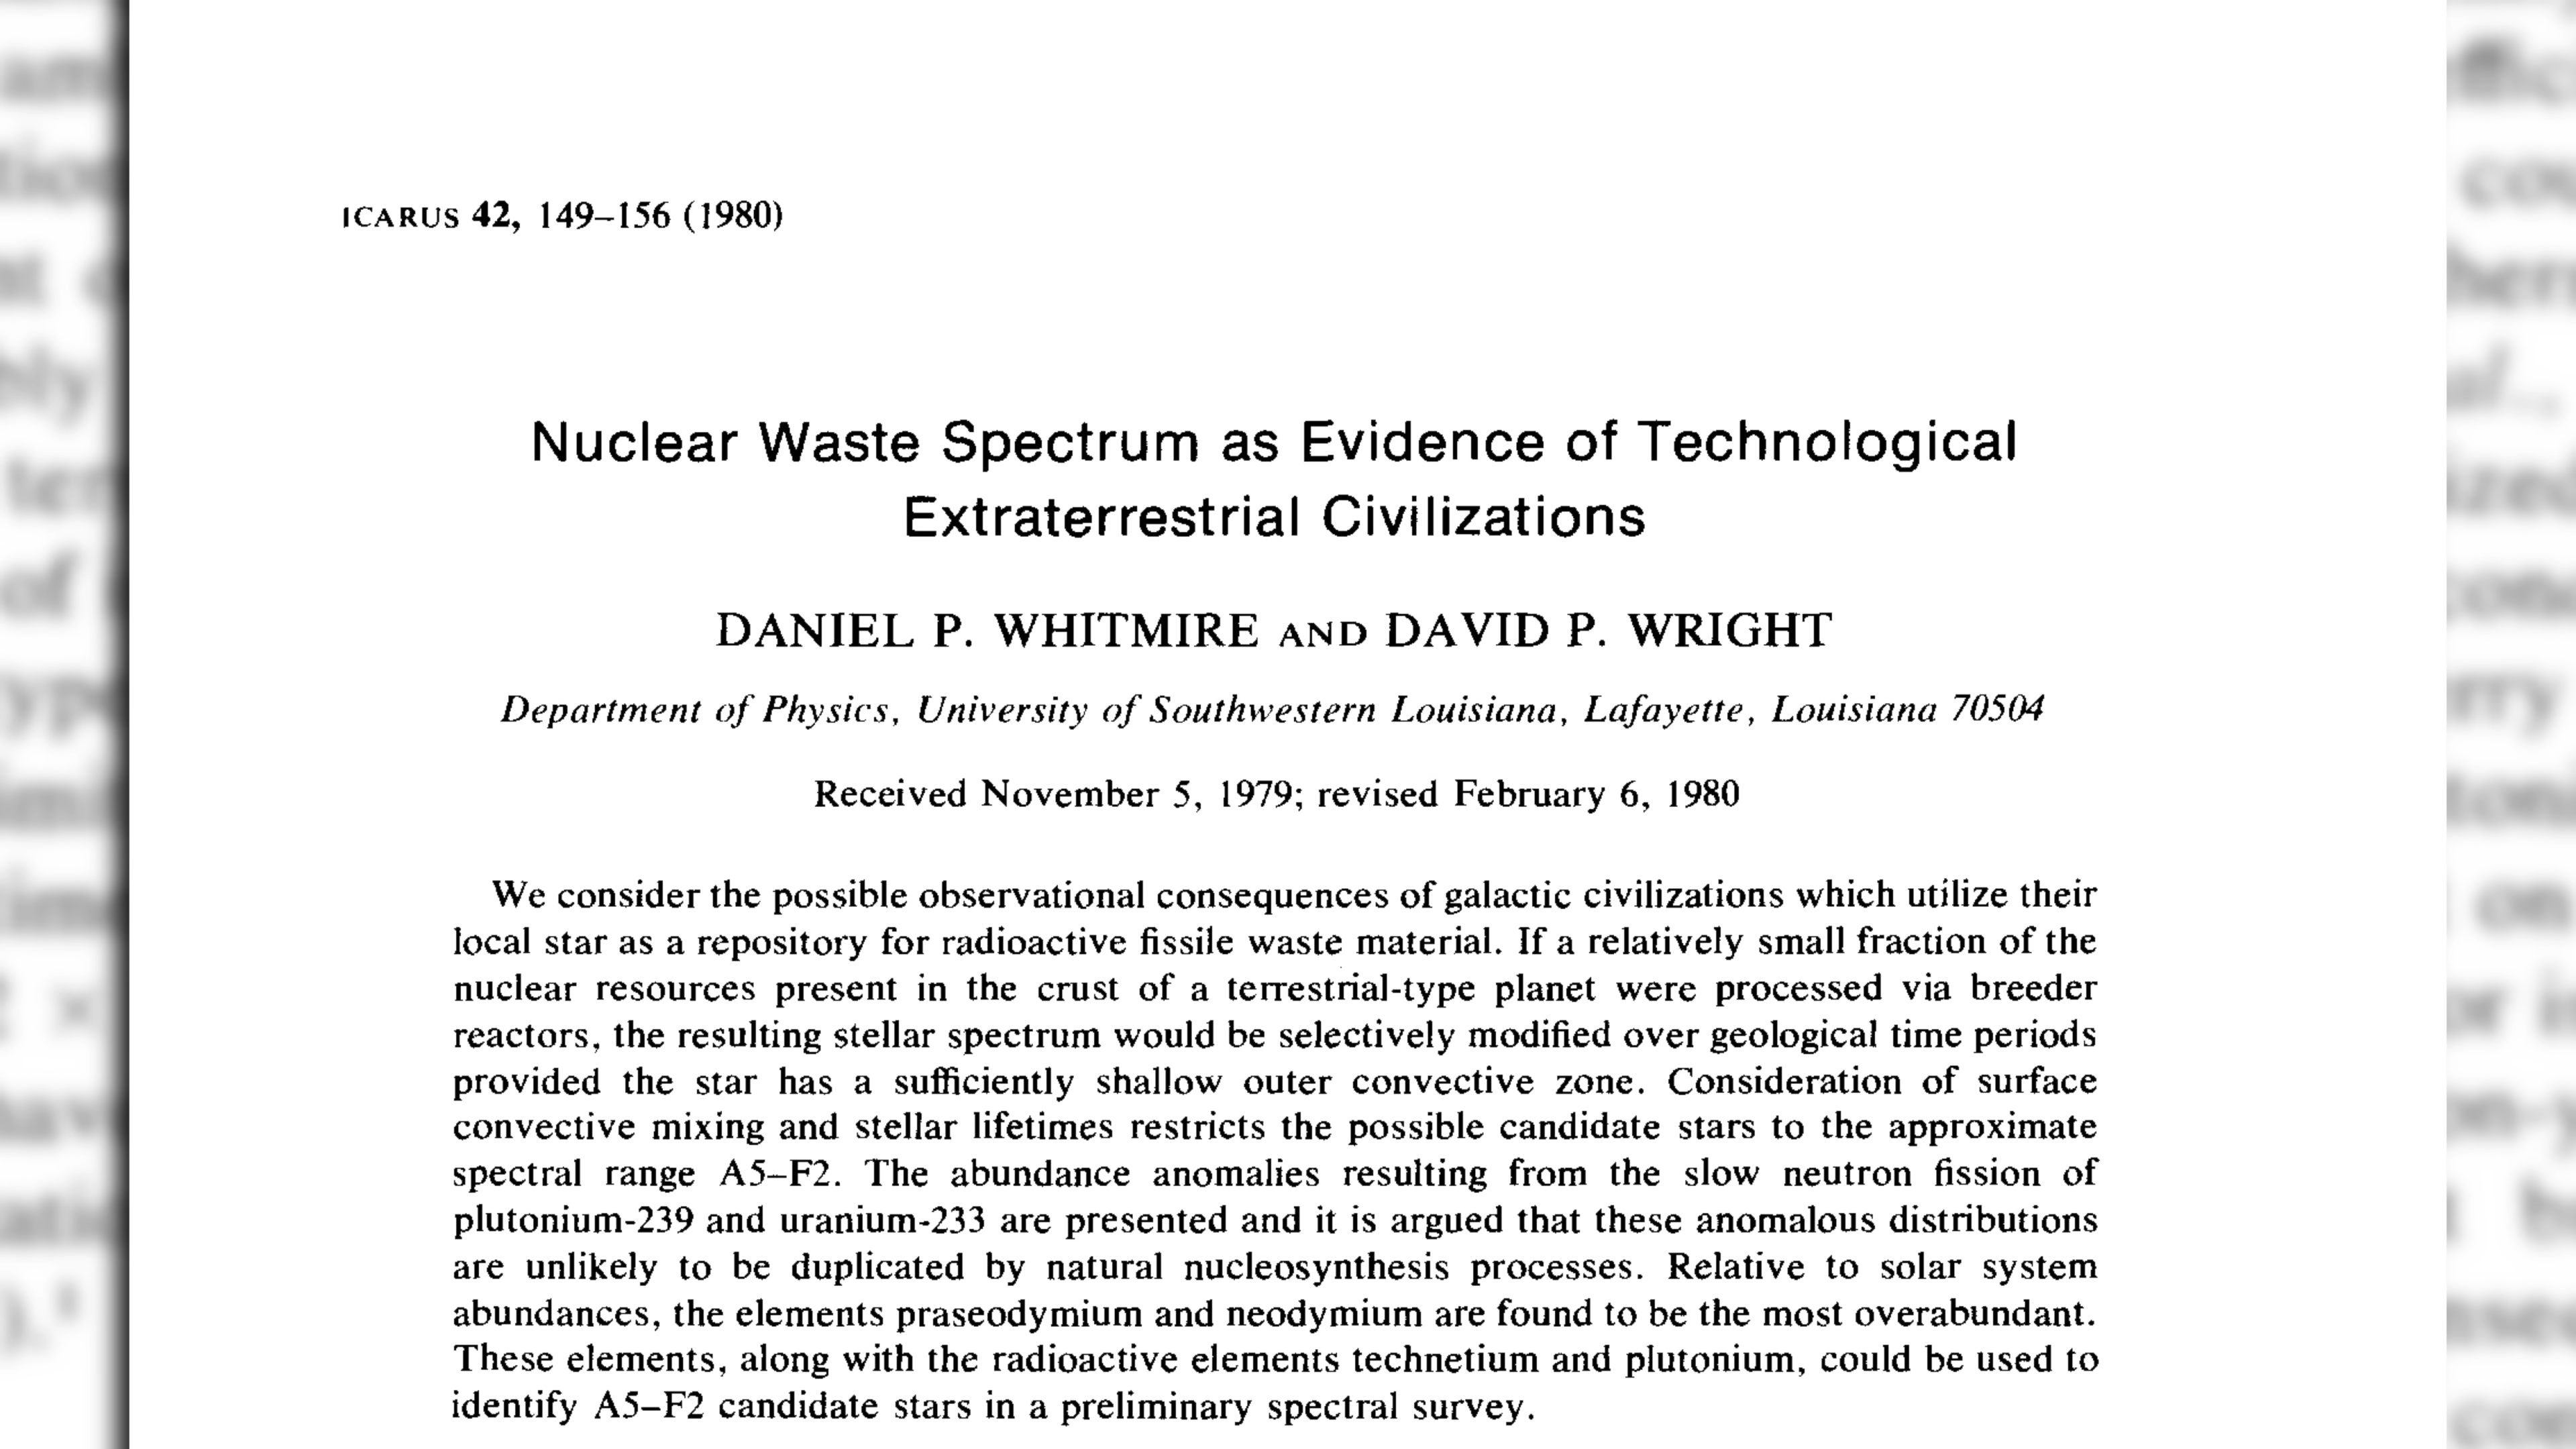 ICARUS 42, 149–156 (1980)
Nuclear Waste Spectrum as Evidence of Technological
Extraterrestrial Civilizations
DANIEL P. WHITMIRE AND DAVID P. WRIGHT
Department of Physics, University of Southwestern Louisiana, Lafayette, Louisiana 70504
Received November 5, 1979; revised February 6, 1980
We consider the possible observational consequences of galactic civilizations which utilize their
local star as a repository for radioactive fissile waste material. If a relatively small fraction of the
nuclear resources present in the crust of a terrestrial-type planet were processed via breeder
reactors, the resulting stellar spectrum would be selectively modified over geological time periods
provided the star has a sufficiently shallow outer convective zone. Consideration of surface
convective mixing and stellar lifetimes restricts the possible candidate stars to the approximate
spectral range A5–F2. The abundance anomalies resulting from the slow neutron fission of
plutonium-239 and uranium-233 are presented and it is argued that these anomalous distributions
are unlikely to be duplicated by natural nucleosynthesis processes. Relative to solar system
abundances, the elements praseodymium and neodymium are found to be the most overabundant.
These elements, along with the radioactive elements technetium and plutonium, could be used to
identify A5–F2 candidate stars in a preliminary spectral survey.